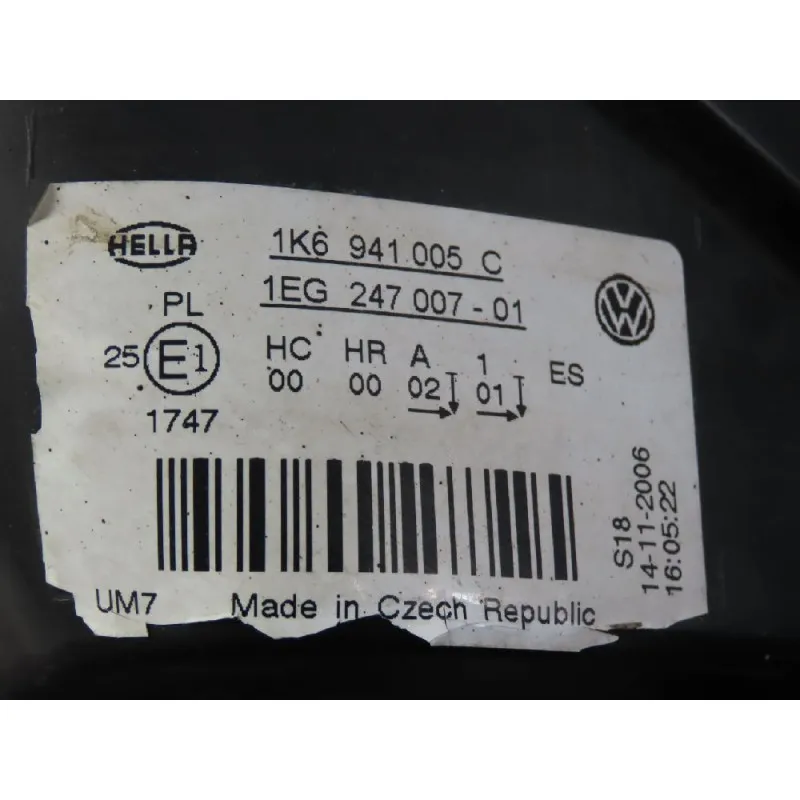 HELLA
1K6 941 005 C
1EG 247 007-01
PL
25 E1
1747
HC HR A 1 ES
00 00 02 01
UM7 Made in Czech Republic
S18
14-11-2006
16:05:22
VW